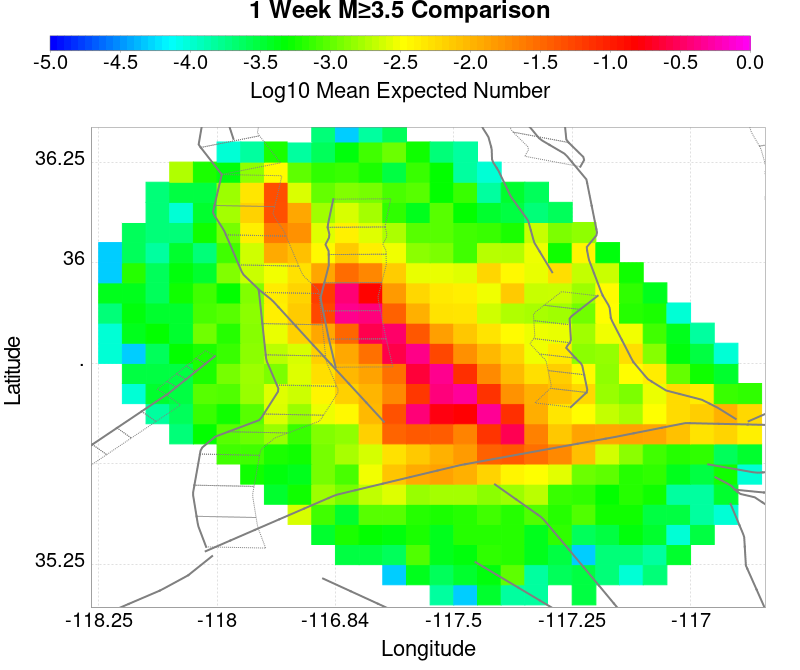 1 Week M≥3.5 Comparison
-5.0 -4.5 -4.0 -3.5 -3.0 -2.5 -2.0 -1.5 -1.0 -0.5 0.0
Log10 Mean Expected Number
36.25
36
.
35.25
Latitude
-118.25 -118 -116.84 -117.5 -117.25 -117
Longitude